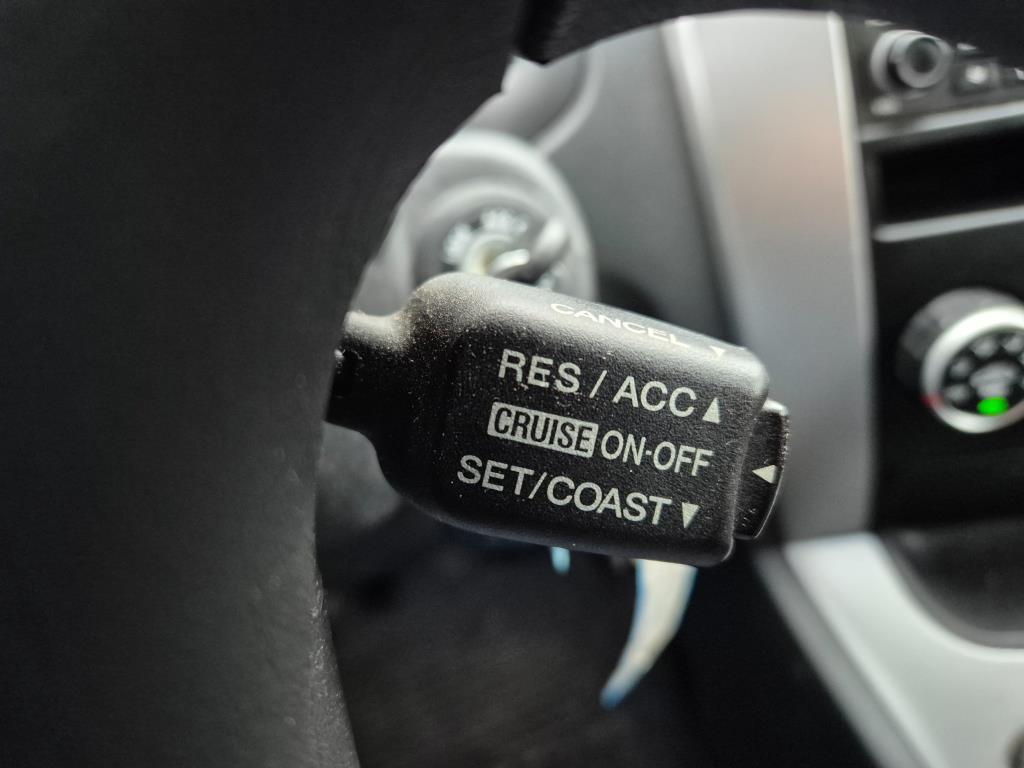 CANCEL ▼
RES / ACC ▲
CRUISE ON·OFF ◀
SET/COAST ▼